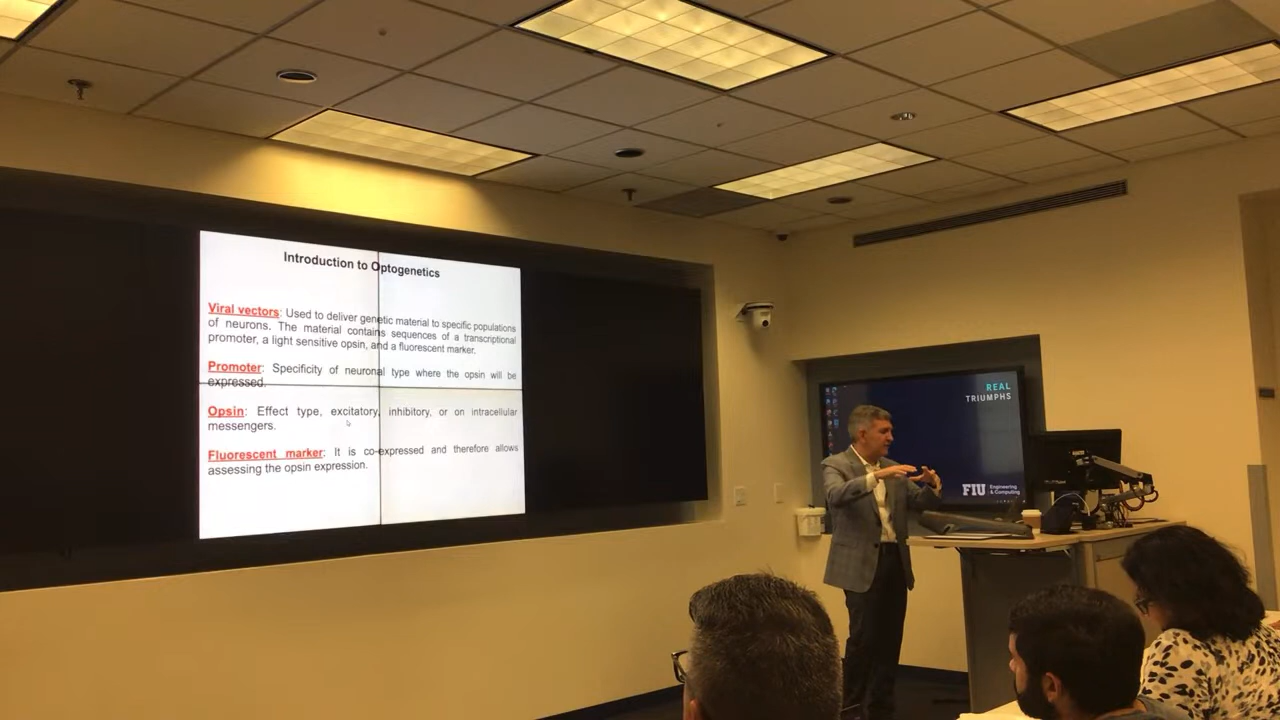 Introduction to Optogenetics
Viral vectors: Used to deliver genetic material to specific populations
of neurons. The material contains sequences of a transcriptional
promoter, a light sensitive opsin, and a fluorescent marker.
Promoter: Specificity of neuronal type where the opsin will be
expressed.
Opsin: Effect type, excitatory, inhibitory, or on intracellular
messengers.
Fluorescent marker: It is co-expressed and therefore allows
assessing the opsin expression.
REAL
TRIUMPHS
FIU Engineering
& Computing